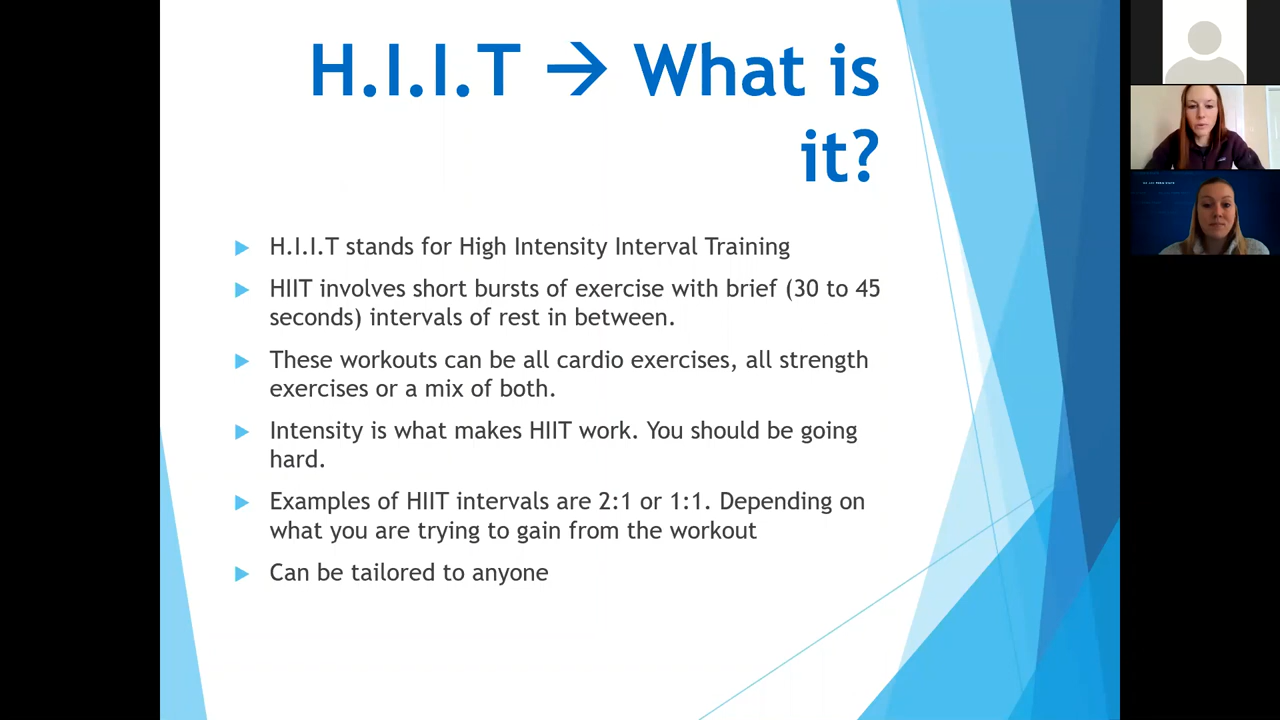 H.I.I.T → What is
it?
H.I.I.T stands for High Intensity Interval Training
HIIT involves short bursts of exercise with brief (30 to 45
seconds) intervals of rest in between.
These workouts can be all cardio exercises, all strength
exercises or a mix of both.
Intensity is what makes HIIT work. You should be going
hard.
Examples of HIIT intervals are 2:1 or 1:1. Depending on
what you are trying to gain from the workout
Can be tailored to anyone